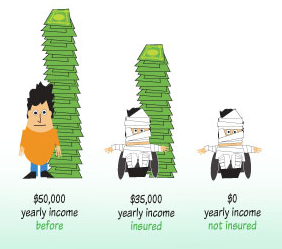 $50,000
yearly income
before
$35,000
yearly income
insured
$0
yearly income
not insured